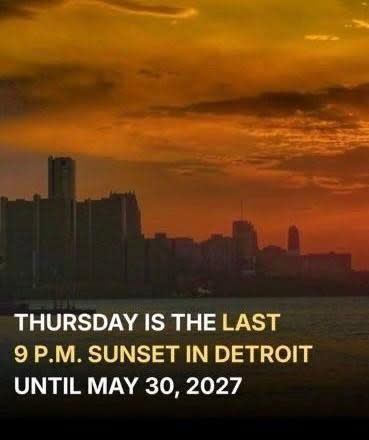 THURSDAY IS THE LAST
9 P.M. SUNSET IN DETROIT
UNTIL MAY 30, 2027